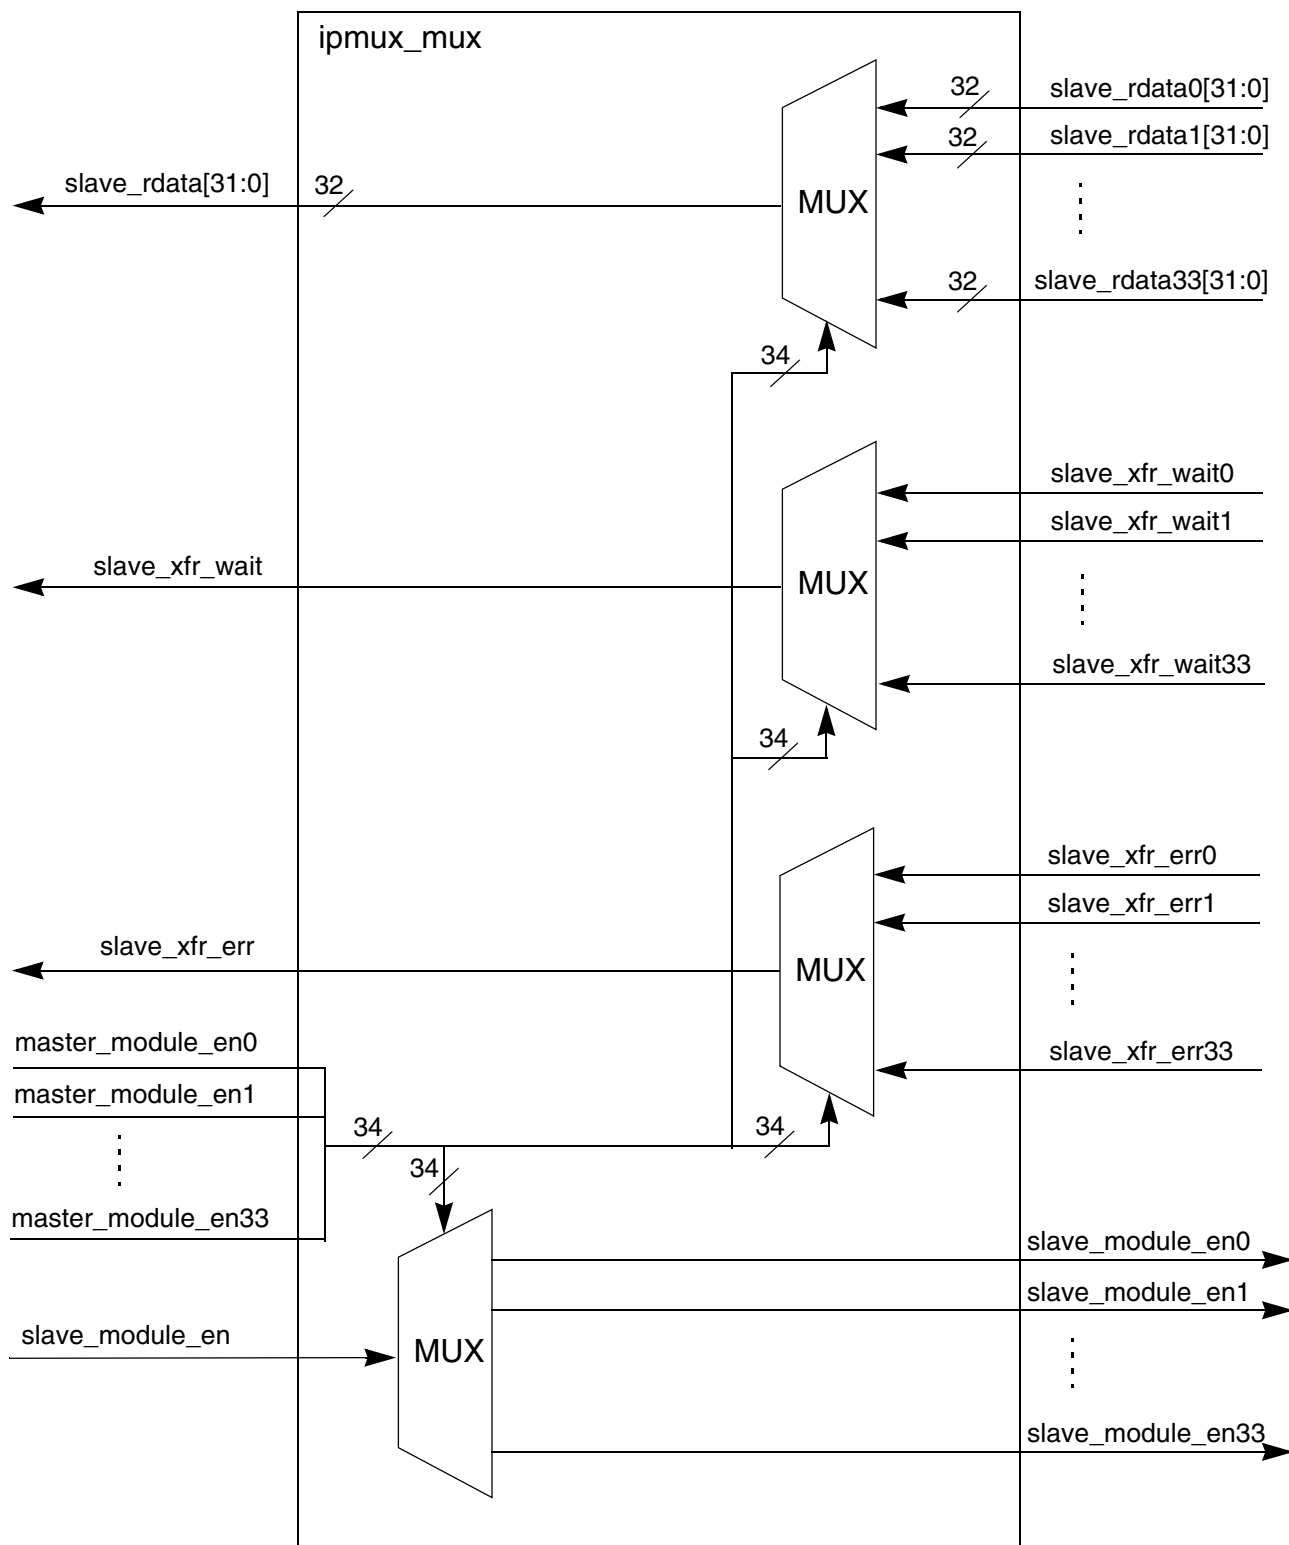 ipmux_mux
32
slave_rdata0[31:0]
32
slave_rdata1[31:0]
slave_rdata[31:0]
32
MUX
32
slave_rdata33[31:0]
34
slave_xfr_wait0
slave_xfr_wait1
slave_xfr_wait
MUX
slave_xfr_wait33
34
slave_xfr_err0
slave_xfr_err1
slave_xfr_err
MUX
master_module_en0
slave_xfr_err33
master_module_en1
34
34
34
master_module_en33
slave_module_en0
slave_module_en1
slave_module_en
MUX
slave_module_en33